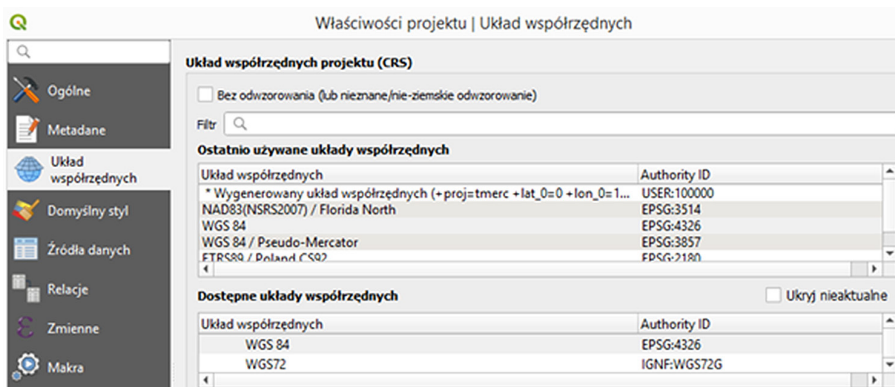 Właściwości projektu | Układ współrzędnych
Ogólne
Metadane
Układ
współrzędnych
Domyślny styl
Źródła danych
Relacje
Zmienne
Makra
Układ współrzędnych projektu (CRS)
Bez odwzorowania (lub nieznane/nie-ziemskie odwzorowanie)
Filtr
Ostatnio używane układy współrzędnych
Układ współrzędnych Authority ID
* Wygenerowany układ współrzędnych (+proj=tmerc +lat_0=0 +lon_0=1... USER:100000
NAD83(NSRS2007) / Florida North EPSG:3514
WGS 84 EPSG:4326
WGS 84 / Pseudo-Mercator EPSG:3857
ETRS89 / Poland CS92 EPSG:2180
Dostępne układy współrzędnych Ukryj nieaktualne
Układ współrzędnych Authority ID
WGS 84 EPSG:4326
WGS72 IGNF:WGS72G